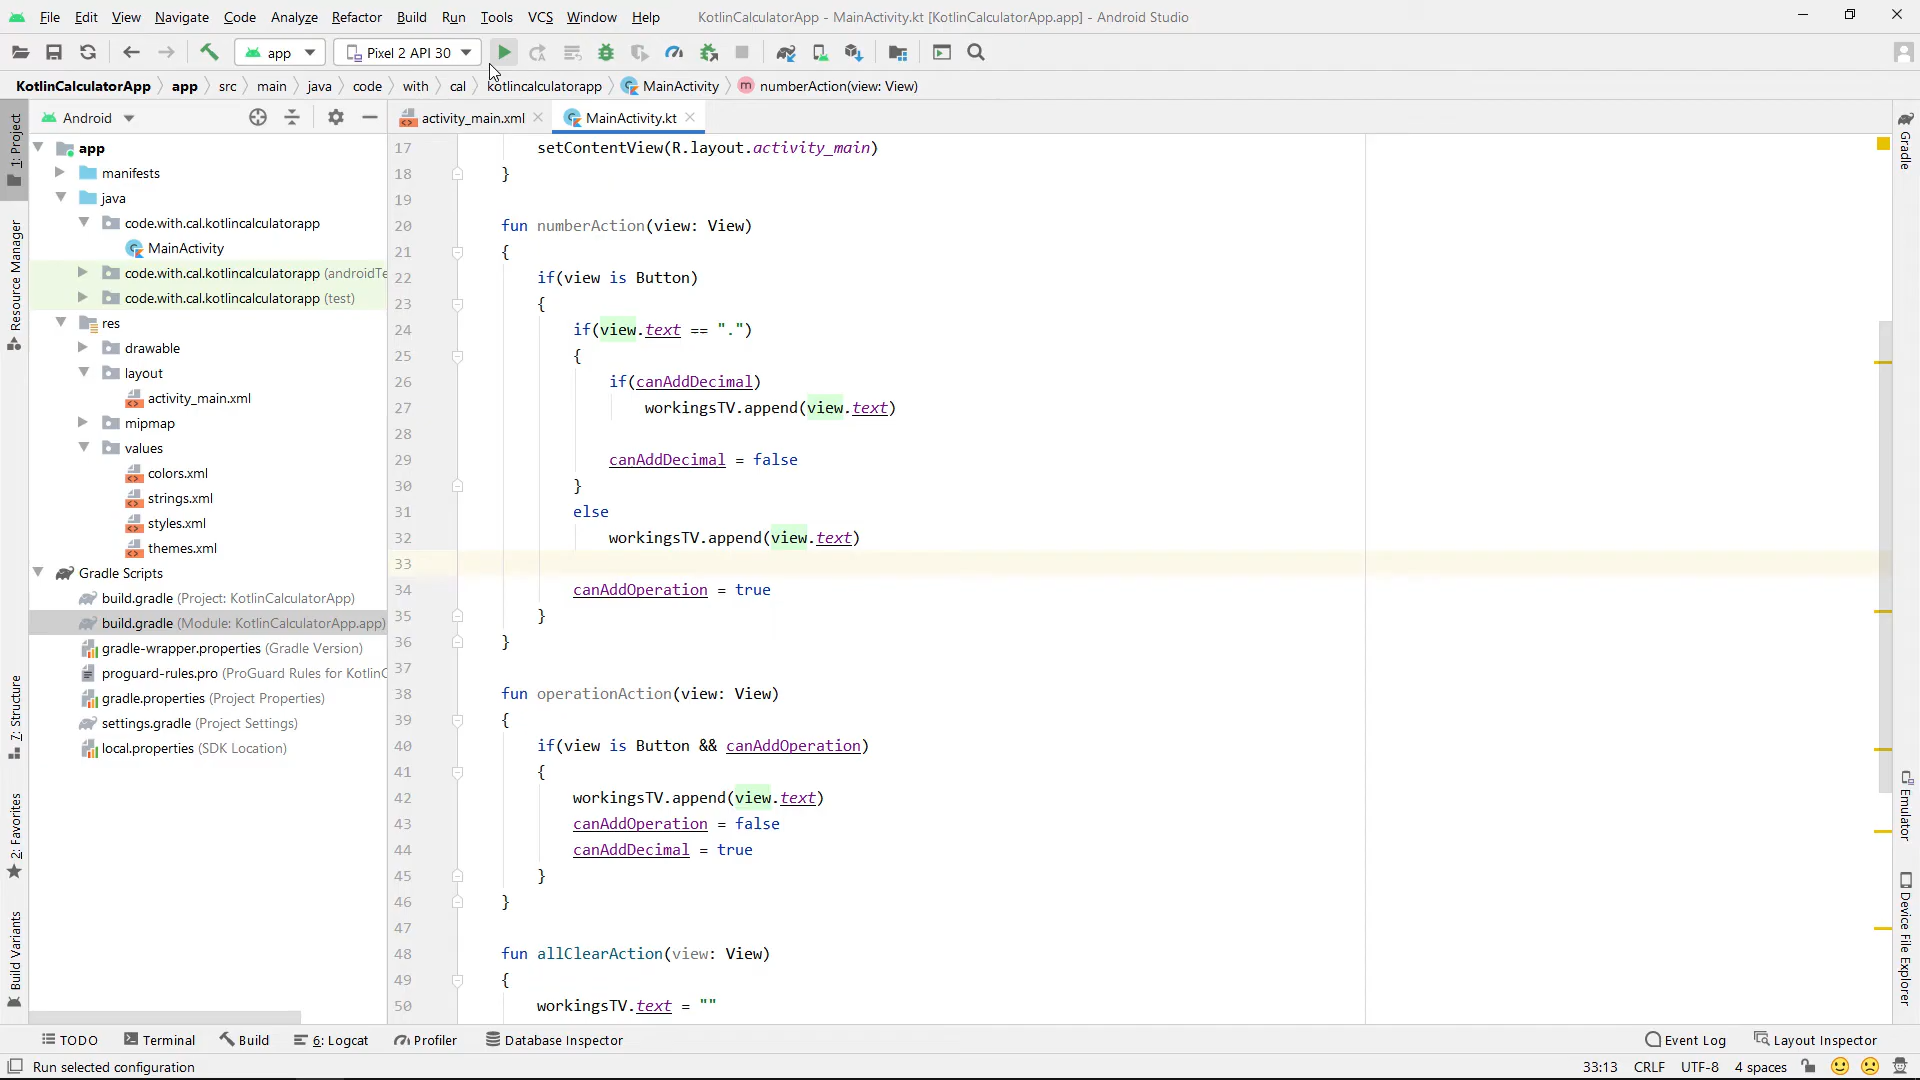 File Edit View Navigate Code Analyze Refactor Build Run Tools VCS Window Help KotlinCalculatorApp - MainActivity.kt [KotlinCalculatorApp.app] - Android Studio
app Pixel 2 API 30
KotlinCalculatorApp app src main java code with cal kotlincalculatorapp MainActivity numberAction(view: View)
Android
activity_main.xml MainActivity.kt
1: Project
Resource Manager
7: Structure
2: Favorites
Build Variants
app
manifests
java
code.with.cal.kotlincalculatorapp
MainActivity
code.with.cal.kotlincalculatorapp (androidTe
code.with.cal.kotlincalculatorapp (test)
res
drawable
layout
activity_main.xml
mipmap
values
colors.xml
strings.xml
styles.xml
themes.xml
Gradle Scripts
build.gradle (Project: KotlinCalculatorApp)
build.gradle (Module: KotlinCalculatorApp.app)
gradle-wrapper.properties (Gradle Version)
proguard-rules.pro (ProGuard Rules for KotlinC
gradle.properties (Project Properties)
settings.gradle (Project Settings)
local.properties (SDK Location)
17 setContentView(R.layout.activity_main)
18 }
19
20 fun numberAction(view: View)
21 {
22 if(view is Button)
23 {
24 if(view.text == ".")
25 {
26 if(canAddDecimal)
27 workingsTV.append(view.text)
28
29 canAddDecimal = false
30 }
31 else
32 workingsTV.append(view.text)
33
34 canAddOperation = true
35 }
36 }
37
38 fun operationAction(view: View)
39 {
40 if(view is Button && canAddOperation)
41 {
42 workingsTV.append(view.text)
43 canAddOperation = false
44 canAddDecimal = true
45 }
46 }
47
48 fun allClearAction(view: View)
49 {
50 workingsTV.text = ""
Gradle
Emulator
Device File Explorer
TODO Terminal Build 6: Logcat Profiler Database Inspector Event Log Layout Inspector
Run selected configuration 33:13 CRLF UTF-8 4 spaces